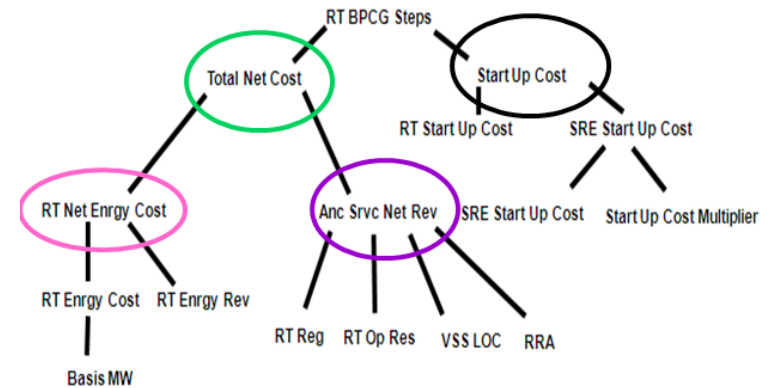 RT BPCG Steps
Total Net Cost
Start Up Cost
RT Start Up Cost
SRE Start Up Cost
RT Net Enrgy Cost
Anc Srvc Net Rev
SRE Start Up Cost
Start Up Cost Multiplier
RT Enrgy Cost
RT Enrgy Rev
RT Reg
RT Op Res
VSS LOC
RRA
Basis MW